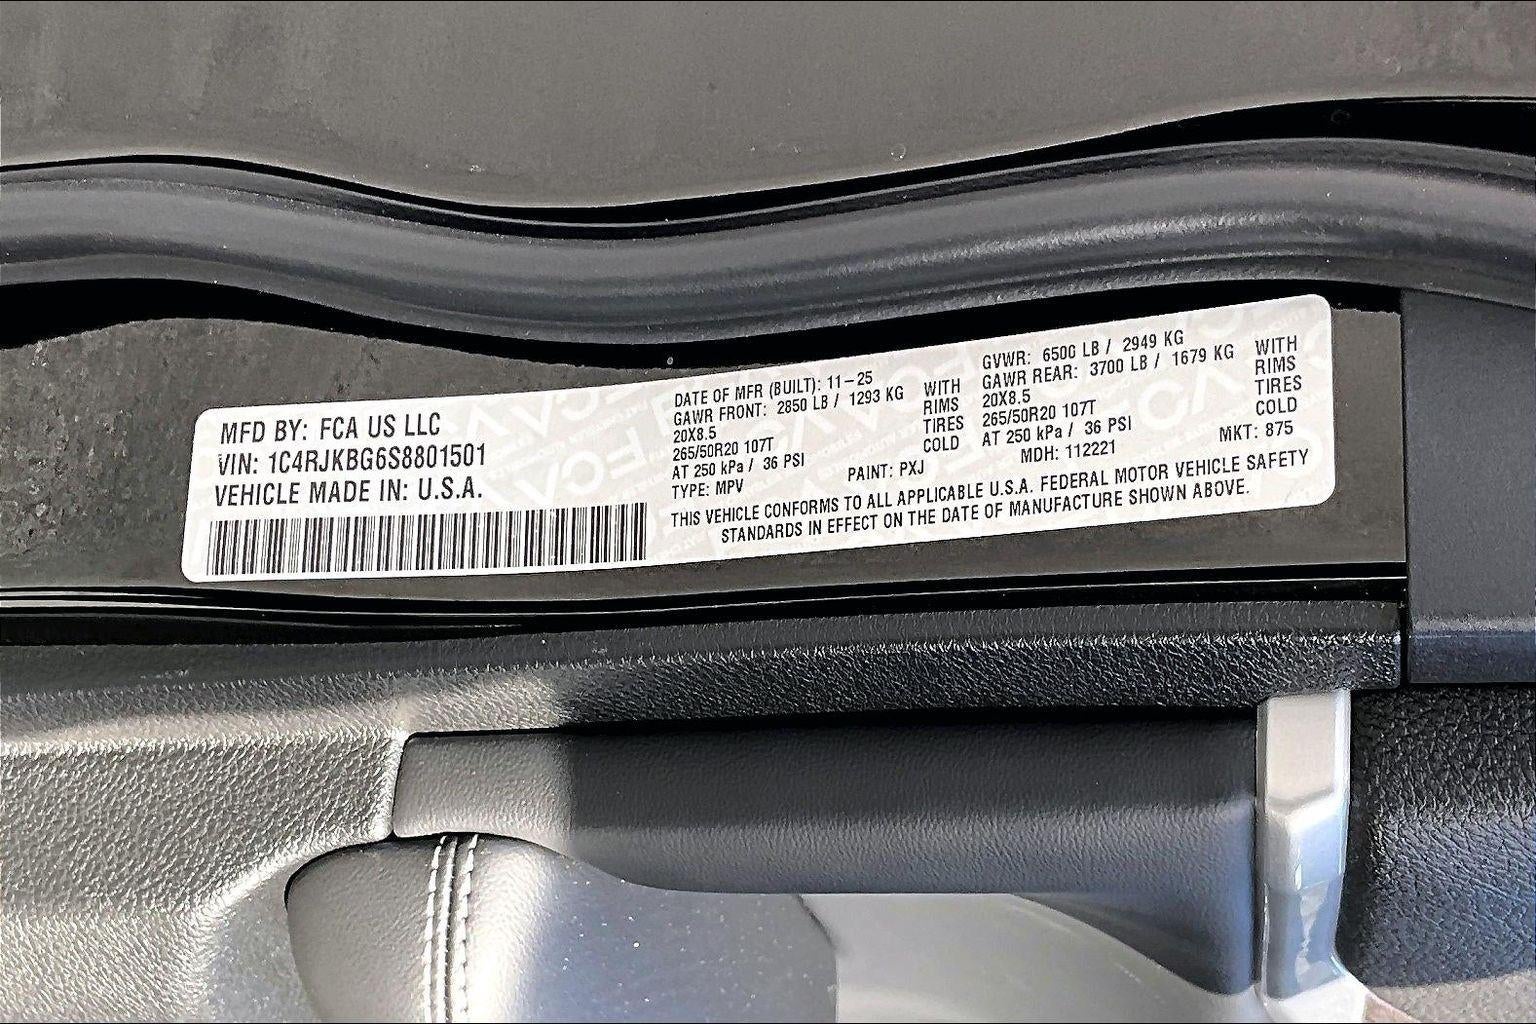 MFD BY: FCA US LLC
VIN: 1C4RJKBG6S8801501
VEHICLE MADE IN: U.S.A.
DATE OF MFR (BUILT): 11-25
GAWR FRONT: 2850 LB / 1293 KG WITH
20X8.5 RIMS
265/50R20 107T TIRES
AT 250 kPa / 36 PSI COLD
TYPE: MPV PAINT: PXJ
GVWR: 6500 LB / 2949 KG
GAWR REAR: 3700 LB / 1679 KG WITH
20X8.5 RIMS
265/50R20 107T TIRES
AT 250 kPa / 36 PSI COLD
MDH: 112221 MKT: 875
THIS VEHICLE CONFORMS TO ALL APPLICABLE U.S.A. FEDERAL MOTOR VEHICLE SAFETY
STANDARDS IN EFFECT ON THE DATE OF MANUFACTURE SHOWN ABOVE.